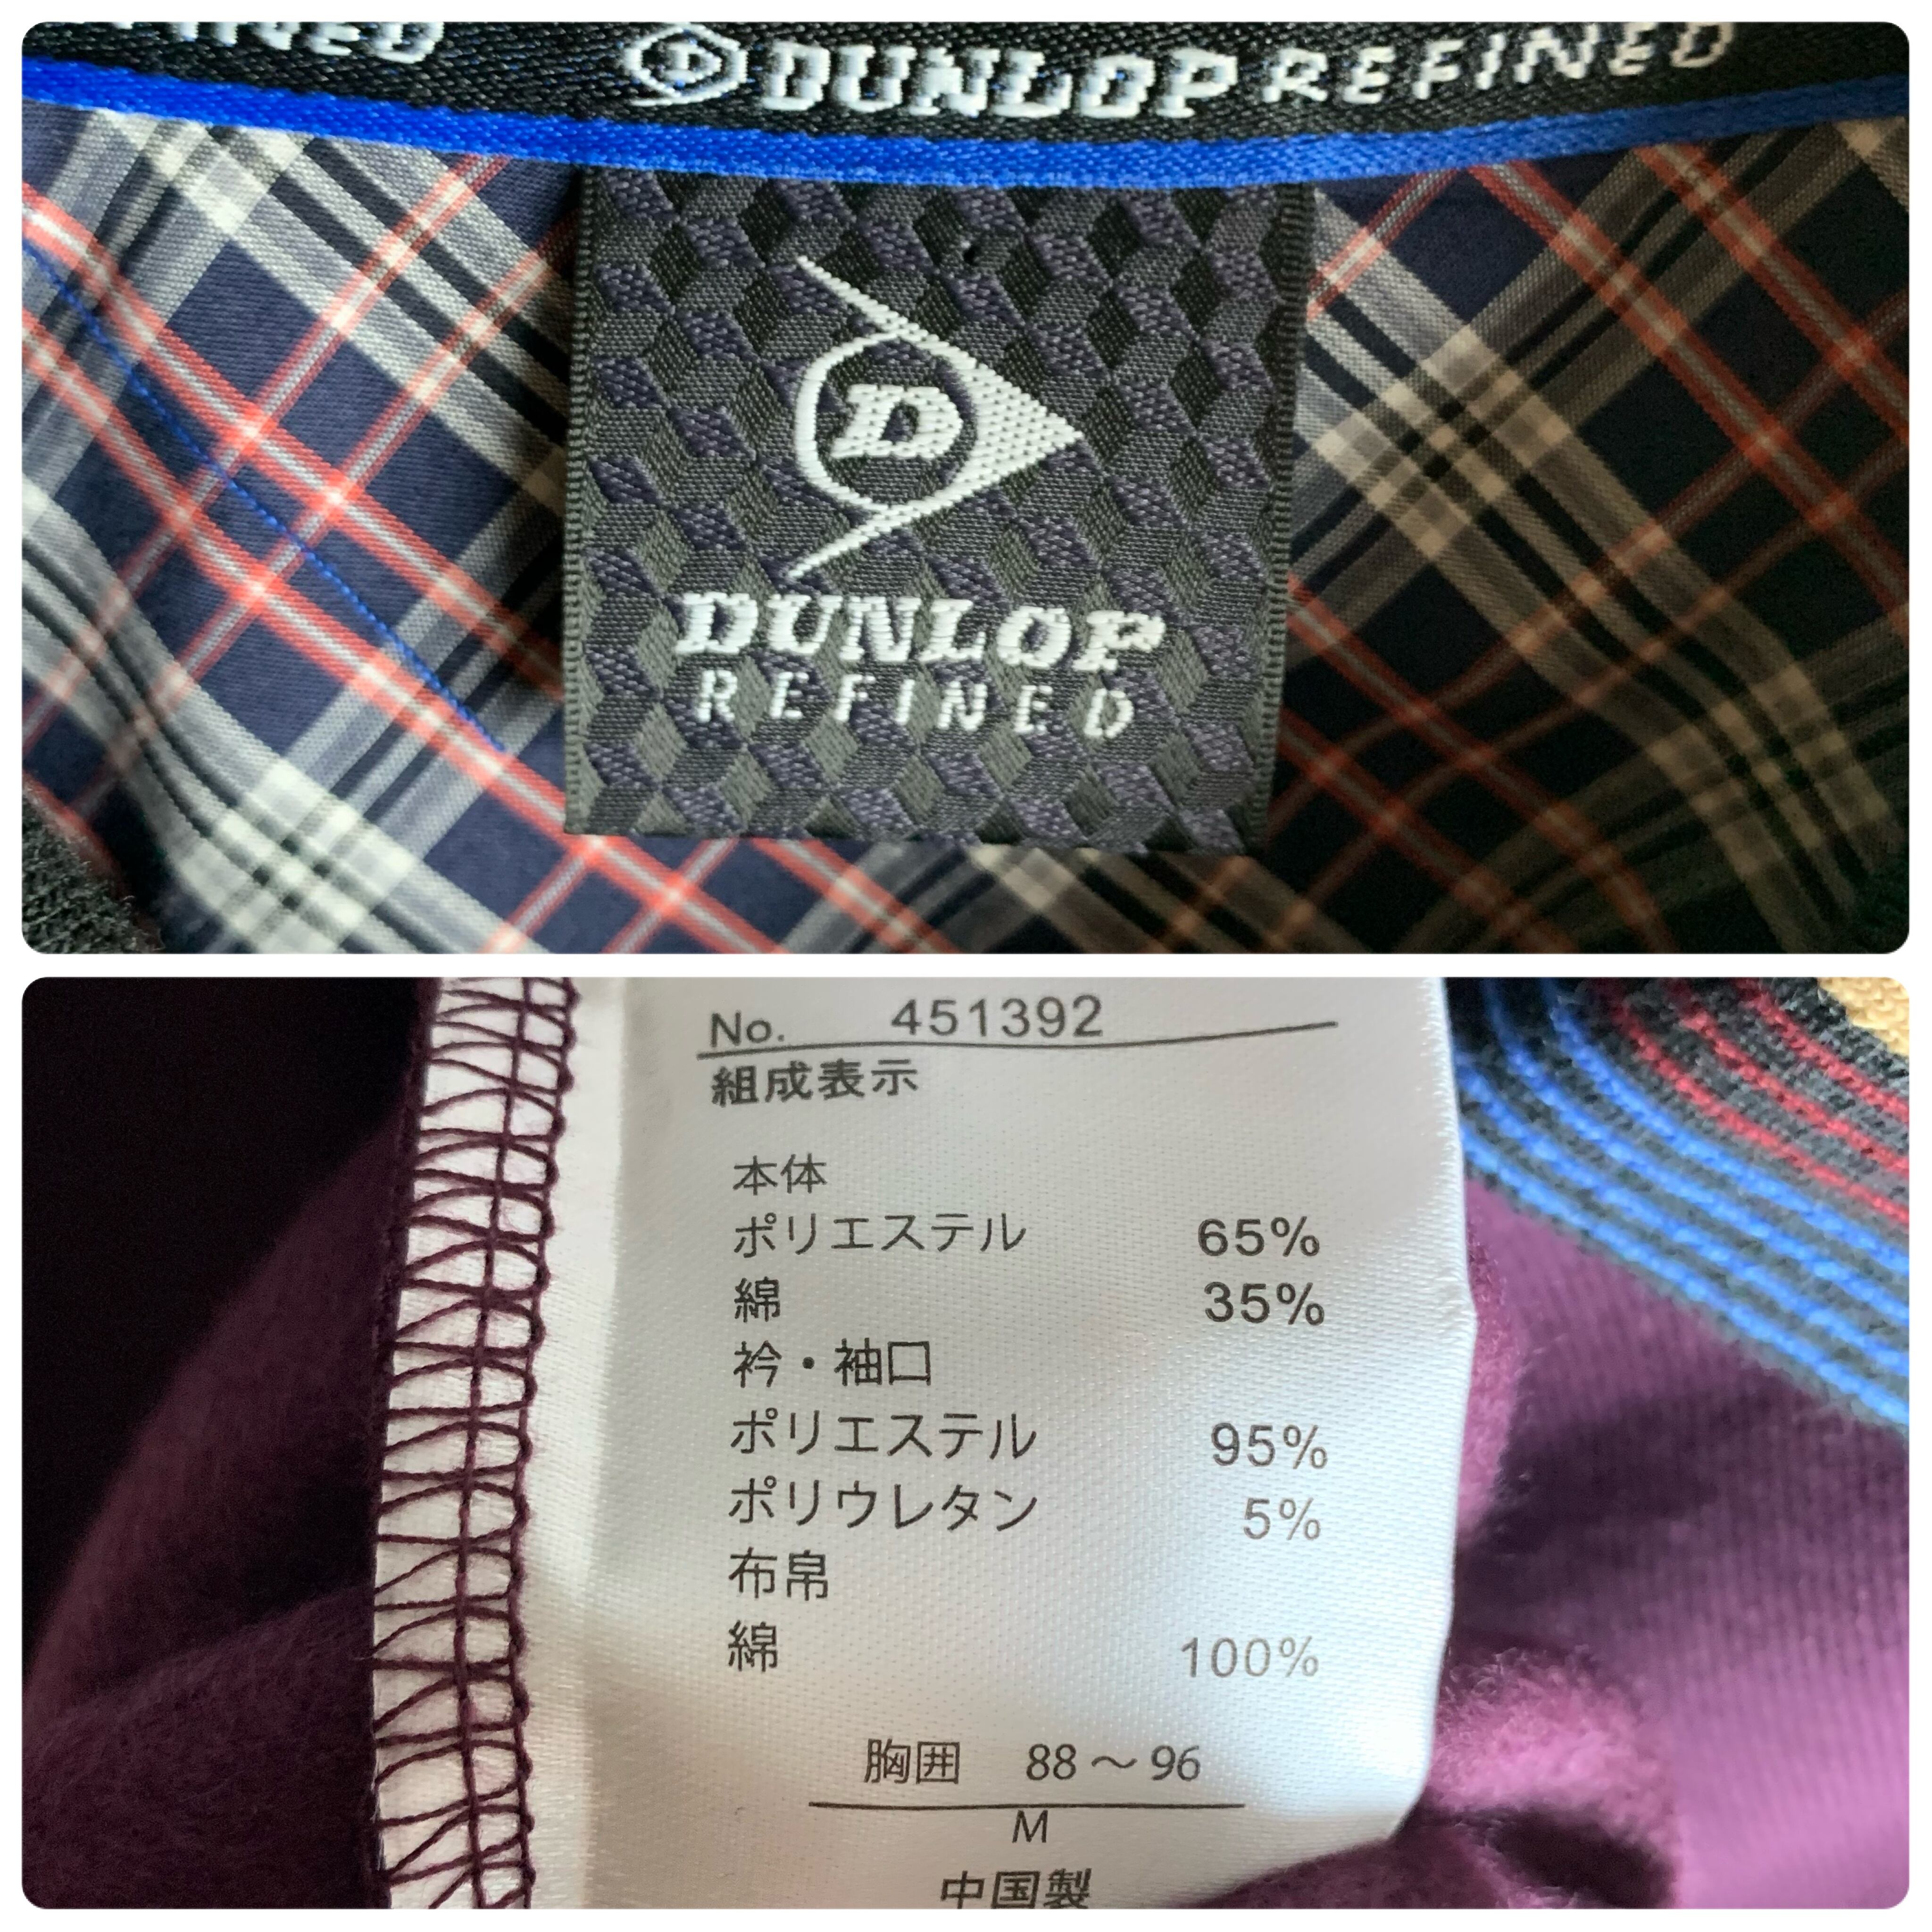 FINED D DUNLOP REFINED
D
DUNLOP
REFINED
No. 451392
組成表示
本体
ポリエステル 65%
綿 35%
衿・袖口
ポリエステル 95%
ポリウレタン 5%
布帛
綿 100%
胸囲 88～96
M
中国製